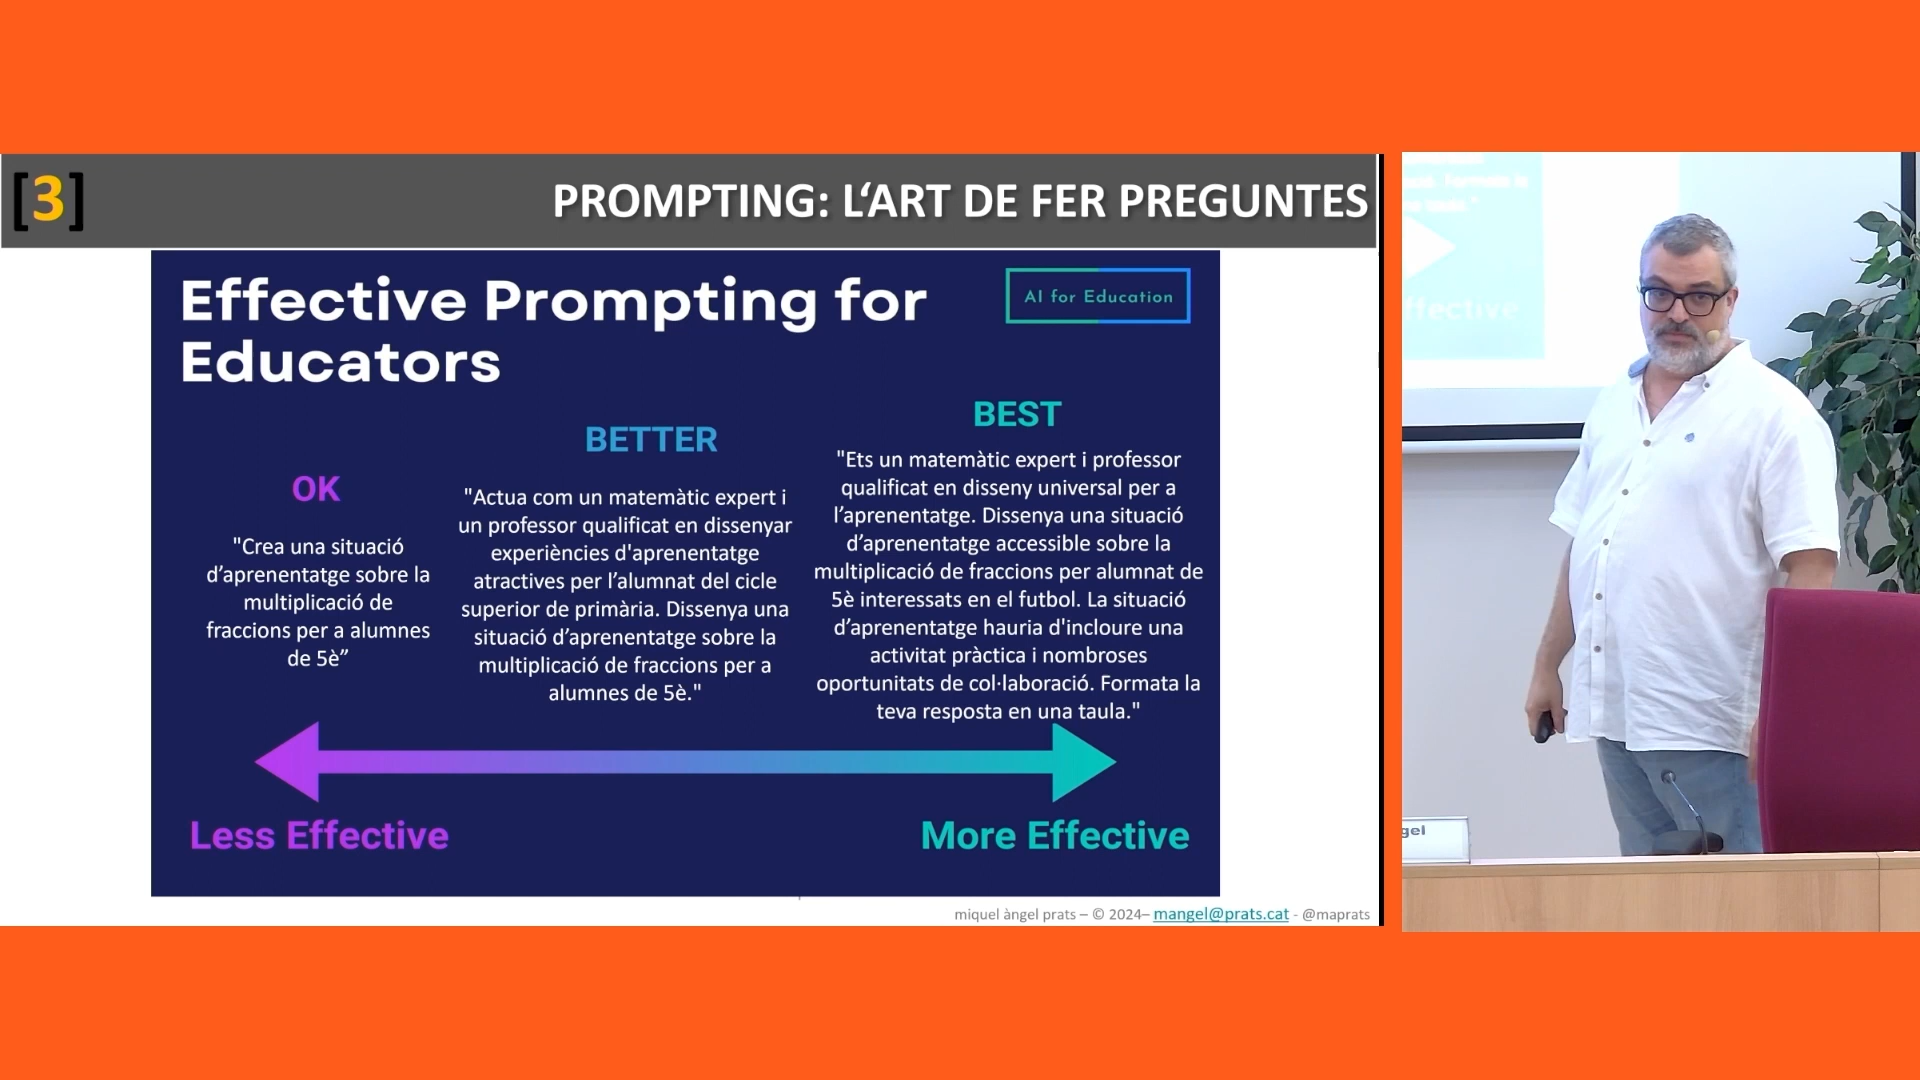 [3]
PROMPTING: L‘ART DE FER PREGUNTES
Effective Prompting for
Educators
AI for Education
OK
"Crea una situació
d’aprenentatge sobre la
multiplicació de
fraccions per a alumnes
de 5è”
BETTER
"Actua com un matemàtic expert i
un professor qualificat en dissenyar
experiències d'aprenentatge
atractives per l’alumnat del cicle
superior de primària. Dissenya una
situació d’aprenentatge sobre la
multiplicació de fraccions per a
alumnes de 5è."
BEST
"Ets un matemàtic expert i professor
qualificat en disseny universal per a
l’aprenentatge. Dissenya una situació
d’aprenentatge accessible sobre la
multiplicació de fraccions per alumnat de
5è interessats en el futbol. La situació
d’aprenentatge hauria d'incloure una
activitat pràctica i nombroses
oportunitats de col·laboració. Formata la
teva resposta en una taula."
Less Effective
More Effective
miquel àngel prats – © 2024– mangel@prats.cat - @maprats
ffective
gel